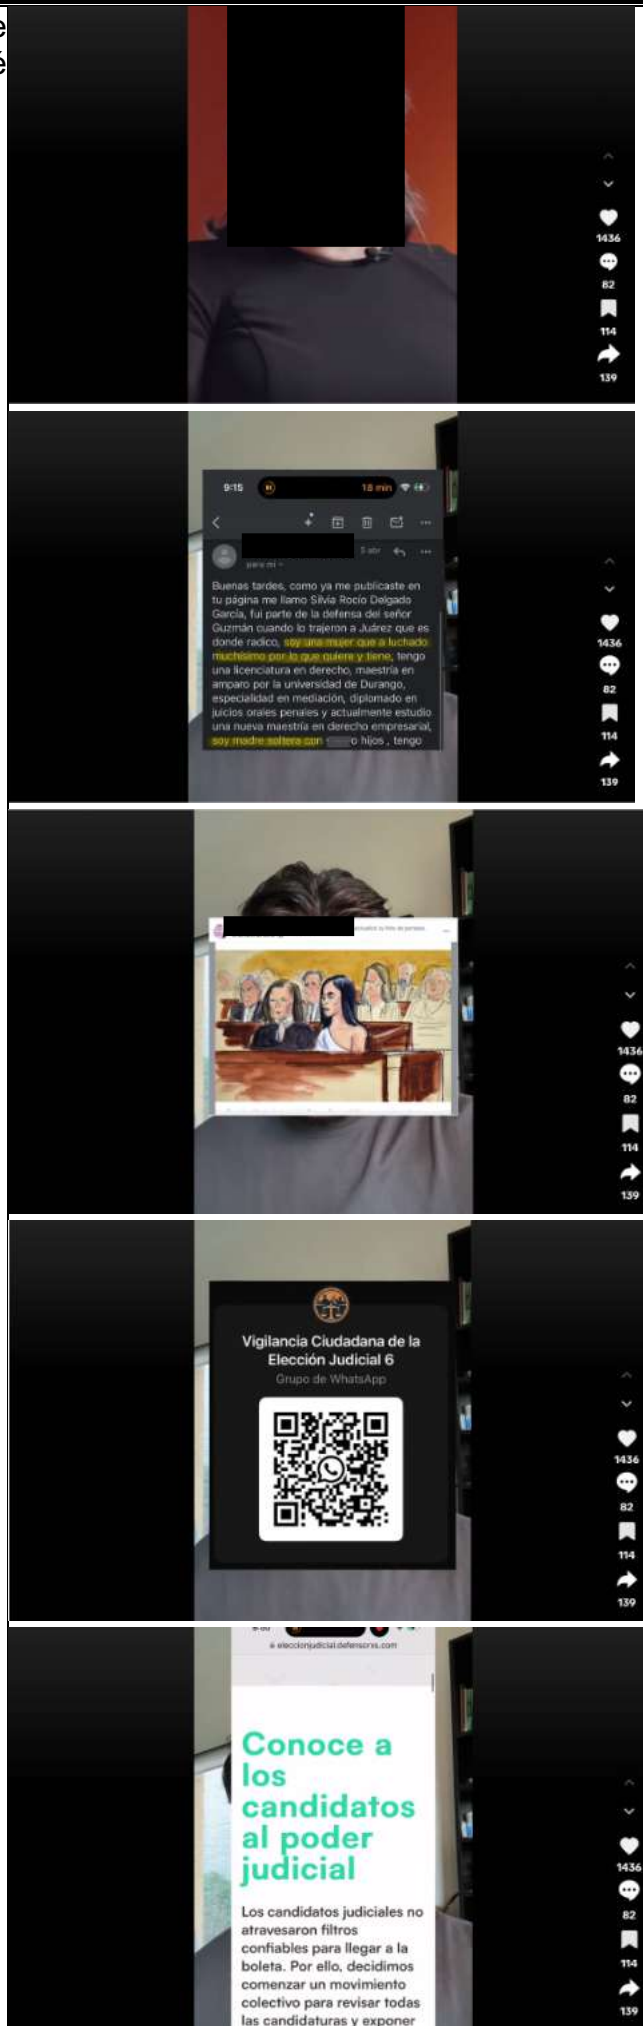 e
é
1436
82
114
139
9:15
18 min
5 abr
para mí
Buenas tardes, como ya me publicaste en
tu página me llamo Silvia Rocío Delgado
García, fui parte de la defensa del señor
Guzmán cuando lo trajeron a Juárez que es
donde radico, soy una mujer que a luchado
muchísimo por lo que quiere y tiene, tengo
una licenciatura en derecho, maestría en
amparo por la universidad de Durango,
especialidad en mediación, diplomado en
juicios orales penales y actualmente estudio
una nueva maestría en derecho empresarial,
soy madre soltera con o hijos , tengo
1436
82
114
139
su foto de portada.
1436
82
114
139
Vigilancia Ciudadana de la
Elección Judicial 6
Grupo de WhatsApp
1436
82
114
139
eleccionjudicial.defensorxs.com
Conoce a
los
candidatos
al poder
judicial
Los candidatos judiciales no
atravesaron filtros
confiables para llegar a la
boleta. Por ello, decidimos
comenzar un movimiento
colectivo para revisar todas
las candidaturas y exponer
1436
82
114
139